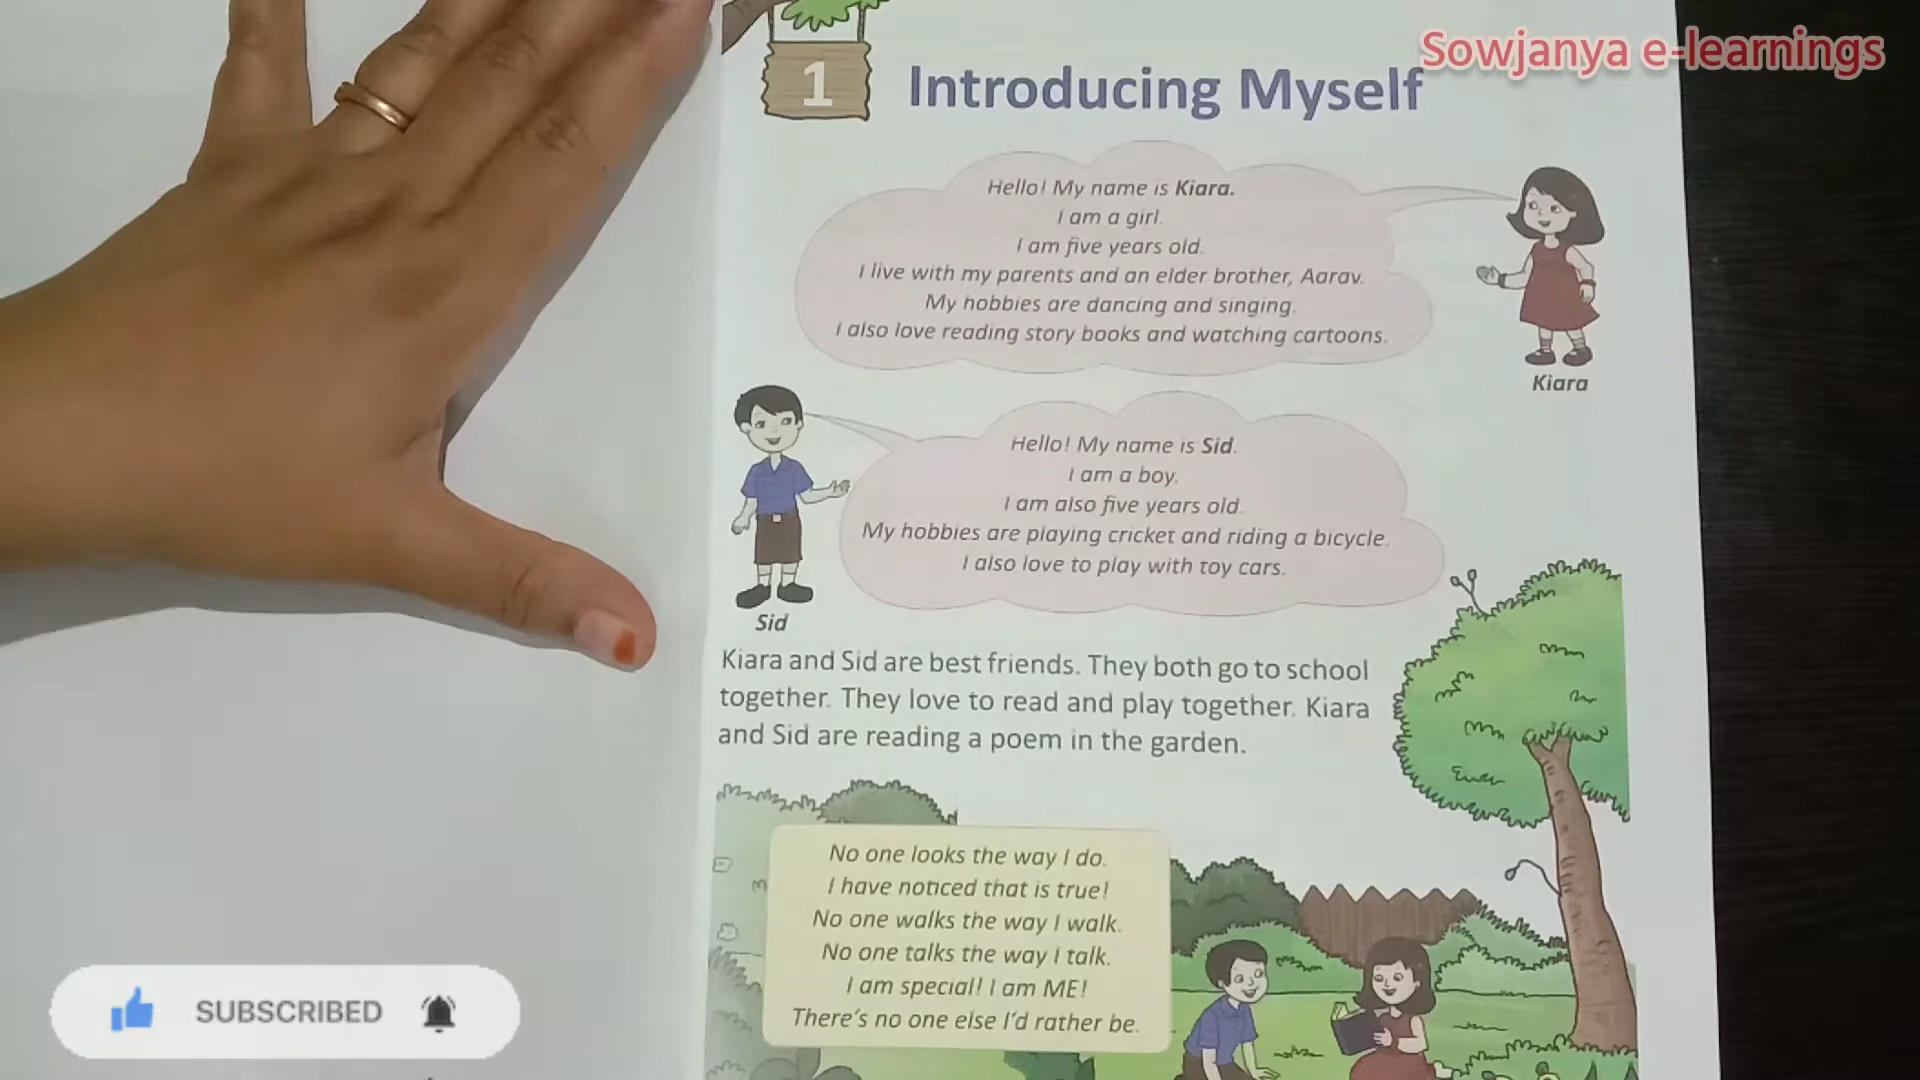 Sowjanya e-learnings
1
Introducing Myself
Hello! My name is Kiara.
I am a girl.
I am five years old.
I live with my parents and an elder brother, Aarav.
My hobbies are dancing and singing.
I also love reading story books and watching cartoons.
Kiara
Hello! My name is Sid.
I am a boy.
I am also five years old.
My hobbies are playing cricket and riding a bicycle.
I also love to play with toy cars.
Sid
Kiara and Sid are best friends. They both go to school
together. They love to read and play together. Kiara
and Sid are reading a poem in the garden.
No one looks the way I do.
I have noticed that is true!
No one walks the way I walk.
No one talks the way I talk.
I am special! I am ME!
There's no one else I'd rather be.
SUBSCRIBED